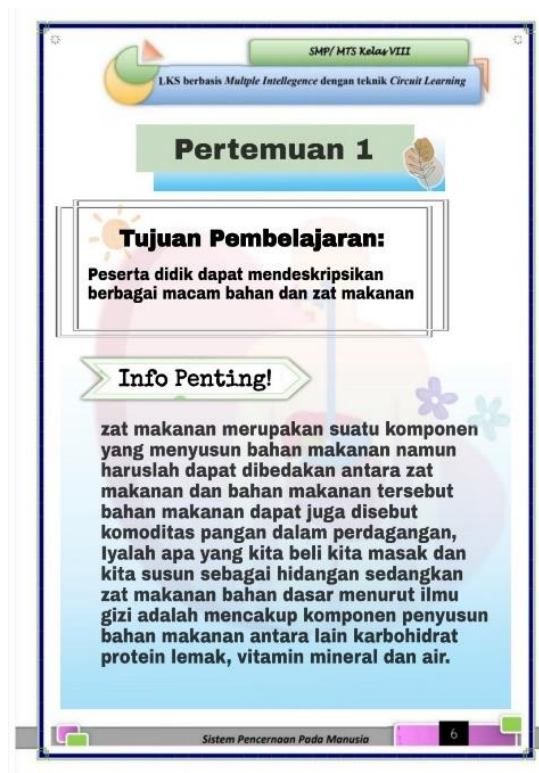 SMP/ MTS Kelas VIII
LKS berbasis Multple Intellegence dengan teknik Circuit Learning
Pertemuan 1
Tujuan Pembelajaran:
Peserta didik dapat mendeskripsikan
berbagai macam bahan dan zat makanan
Info Penting!
zat makanan merupakan suatu komponen
yang menyusun bahan makanan namun
haruslah dapat dibedakan antara zat
makanan dan bahan makanan tersebut
bahan makanan dapat juga disebut
komoditas pangan dalam perdagangan,
Iyalah apa yang kita beli kita masak dan
kita susun sebagai hidangan sedangkan
zat makanan bahan dasar menurut ilmu
gizi adalah mencakup komponen penyusun
bahan makanan antara lain karbohidrat
protein lemak, vitamin mineral dan air.
Sistem Pencernaan Pada Manusia
6